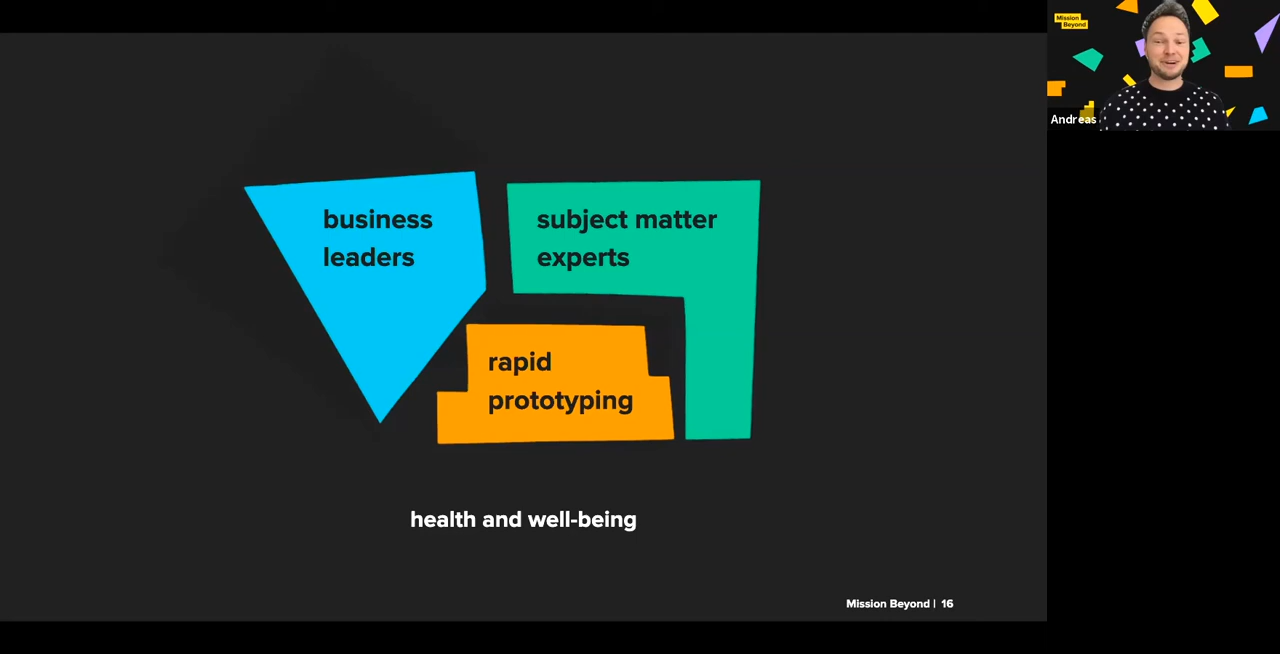 business
leaders
subject matter
experts
rapid
prototyping
health and well-being
Mission Beyond | 16
Mission
Beyond
Andreas